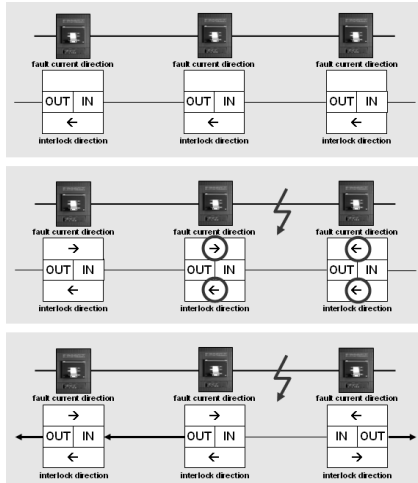 fault current direction fault current direction fault current direction
OUT IN OUT IN OUT IN
← ← ←
interlock direction interlock direction interlock direction
fault current direction fault current direction fault current direction
→ → ←
OUT IN OUT IN OUT IN
← ← ←
interlock direction interlock direction interlock direction
fault current direction fault current direction fault current direction
→ → ←
OUT IN OUT IN IN OUT
← ← →
interlock direction interlock direction interlock direction